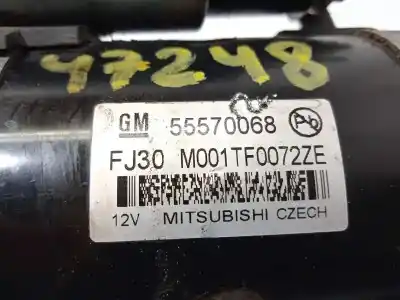 47248
GM 55570068 Pb
FJ30 M001TF0072ZE
12V MITSUBISHI CZECH